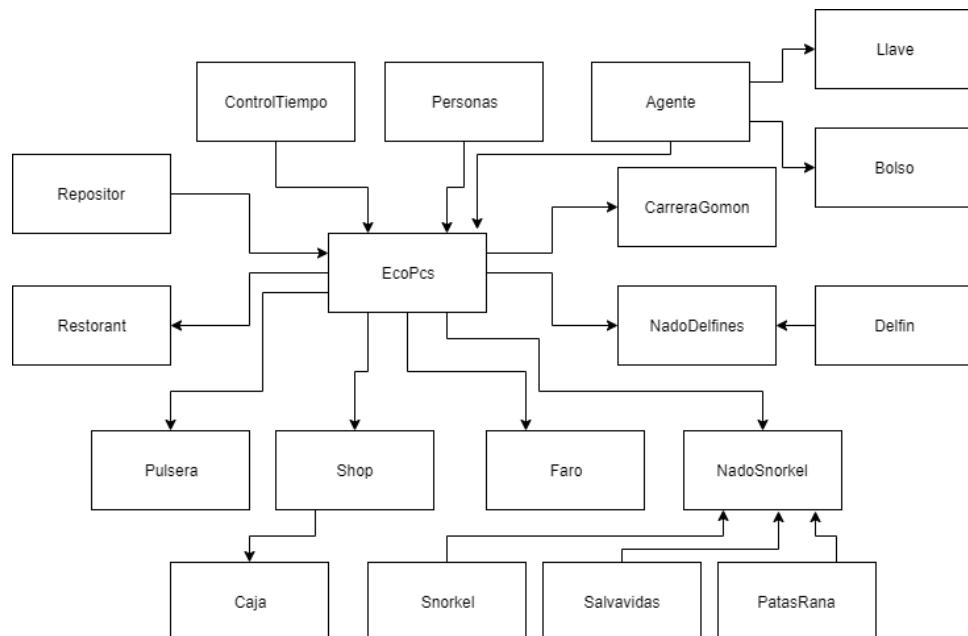 Llave
ControlTiempo
Personas
Agente
Bolso
Repositor
CarreraGomon
EcoPcs
Restorant
NadoDelfines
Delfin
Pulsera
Shop
Faro
NadoSnorkel
Caja
Snorkel
Salvavidas
PatasRana